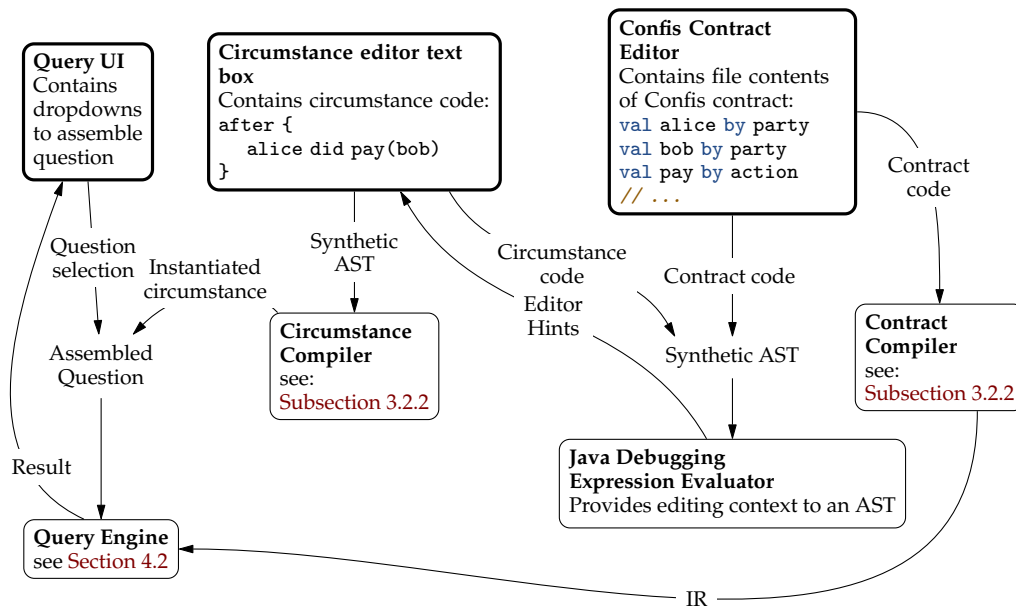 Query UI
Contains
dropdowns
to assemble
question
Circumstance editor text
box
Contains circumstance code:
after {
alice did pay(bob)
}
Confis Contract
Editor
Contains file contents
of Confis contract:
val alice by party
val bob by party
val pay by action
// ...
Contract
code
Question
selection
Instantiated
circumstance
Synthetic
AST
Circumstance
code
Editor
Hints
Contract code
Assembled
Question
Circumstance
Compiler
see:
Subsection 3.2.2
Synthetic AST
Contract
Compiler
see:
Subsection 3.2.2
Result
Java Debugging
Expression Evaluator
Provides editing context to an AST
Query Engine
see Section 4.2
IR